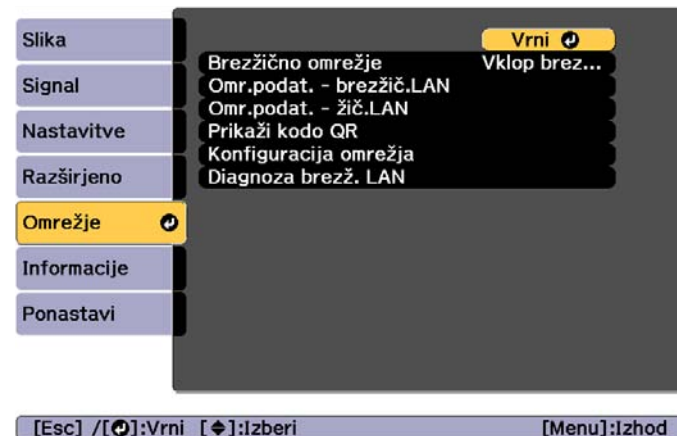 Slika
Signal
Nastavitve
Razširjeno
Omrežje
Informacije
Ponastavi
Vrni
Brezžično omrežje Vklop brez...
Omr.podat. - brezžič.LAN
Omr.podat. - žič.LAN
Prikaži kodo QR
Konfiguracija omrežja
Diagnoza brezž. LAN
[Esc] /[⏎]:Vrni [◆]:Izberi [Menu]:Izhod